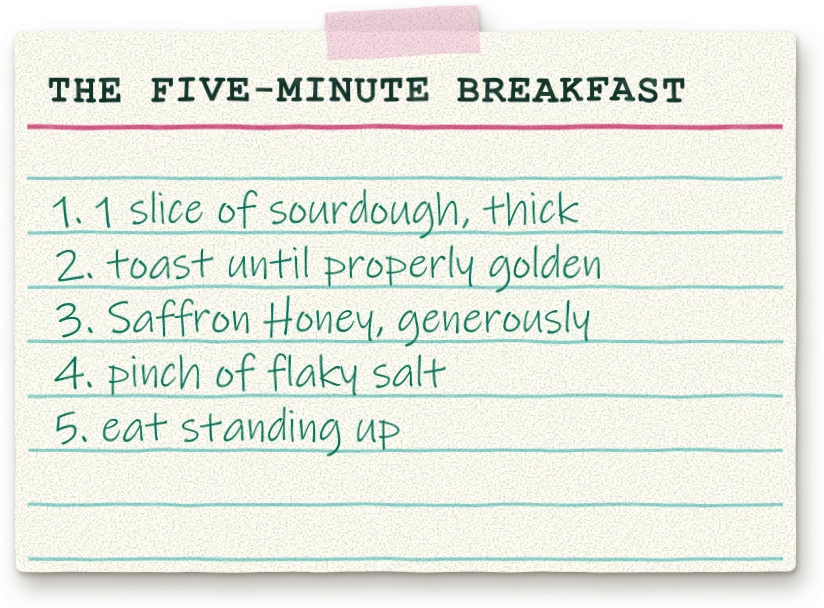 THE FIVE-MINUTE BREAKFAST
1. 1 slice of sourdough, thick
2. toast until properly golden
3. Saffron Honey, generously
4. pinch of flaky salt
5. eat standing up